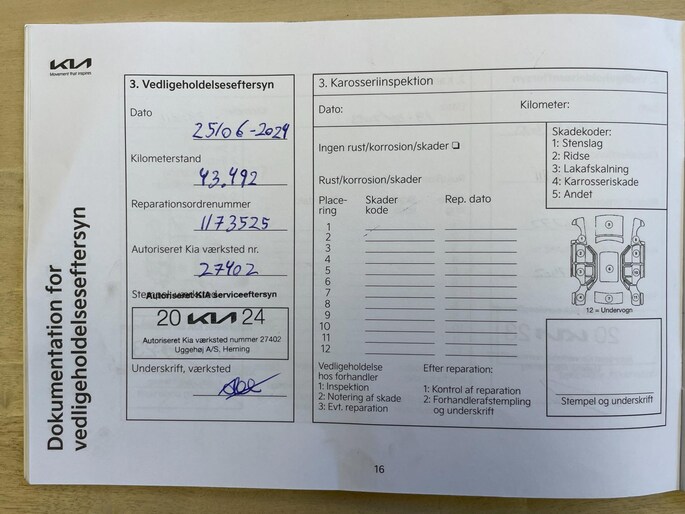 KIA
Movement that inspires
Dokumentation for
vedligeholdelseseftersyn
3. Vedligeholdelseseftersyn
Dato
25/06-2024
Kilometerstand
43.492
Reparationsordrenummer
1173525
Autoriseret Kia værksted nr.
27402
Autoriseret KIA serviceeftersyn
20 KIA 24
Autoriseret Kia værksted nummer 27402
Uggehøj A/S, Herning
Underskrift, værksted
3. Karosseriinspektion
Dato:
Kilometer:
Ingen rust/korrosion/skader
Rust/korrosion/skader
Place-
ring
Skader
kode
Rep. dato
1
2
3
4
5
6
7
8
9
10
11
12
Skadekoder:
1: Stenslag
2: Ridse
3: Lakafskalning
4: Karrosseriskade
5: Andet
12 = Undervogn
Vedligeholdelse
hos forhandler
1: Inspektion
2: Notering af skade
3: Evt. reparation
Efter reparation:
1: Kontrol af reparation
2: Forhandlerafstempling
og underskrift
Stempel og underskrift
16